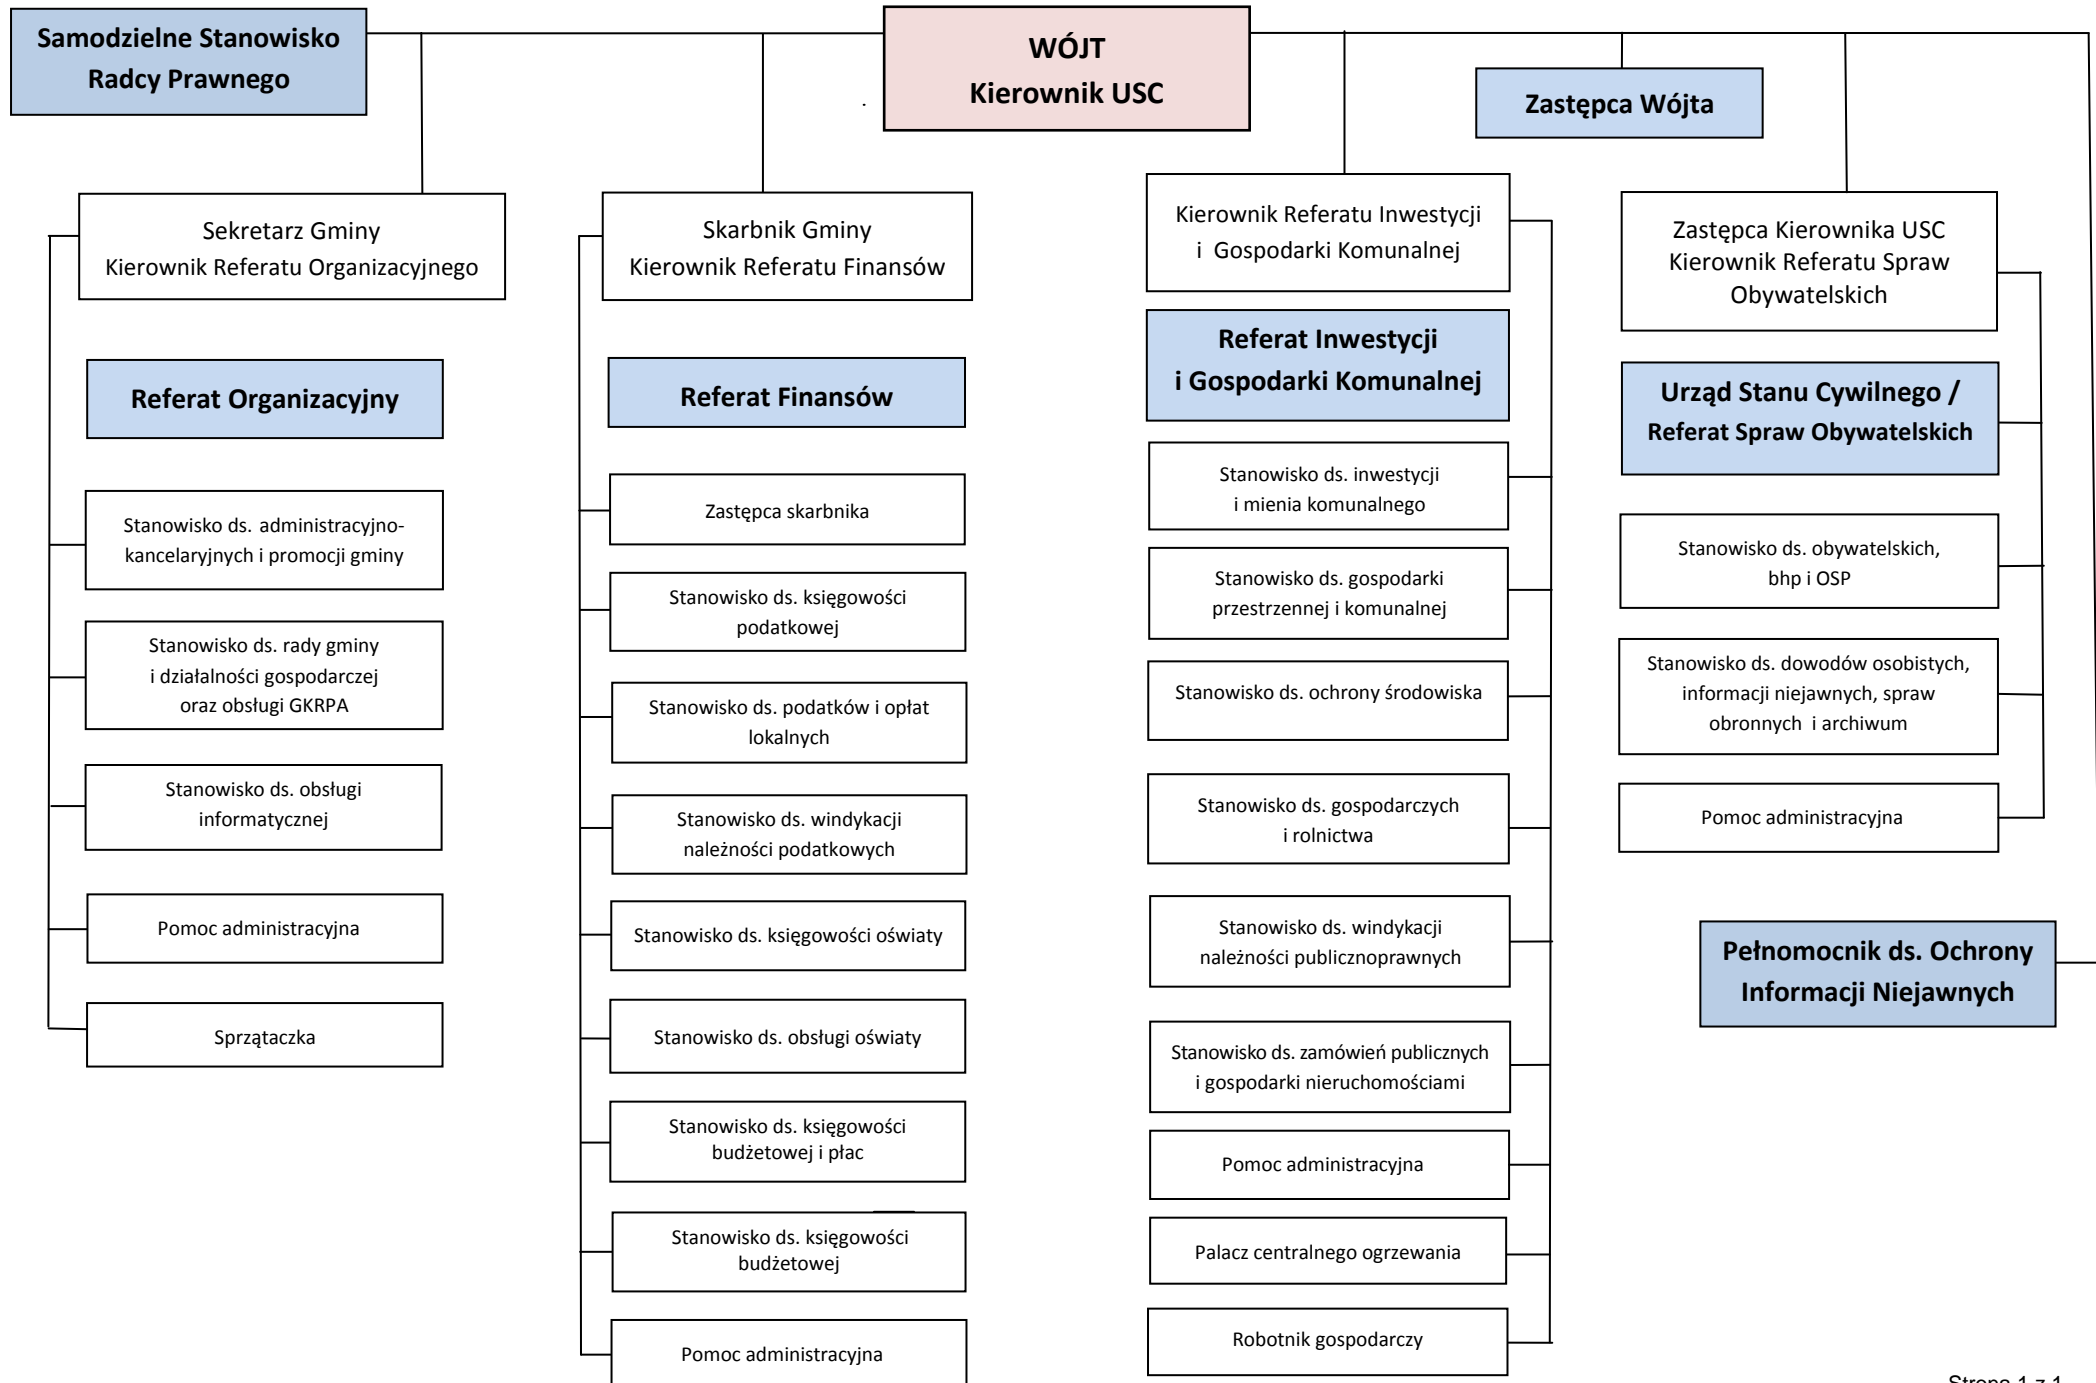 Samodzielne Stanowisko
Radcy Prawnego
WÓJT
Kierownik USC
Zastępca Wójta
Sekretarz Gminy
Kierownik Referatu Organizacyjnego
Skarbnik Gminy
Kierownik Referatu Finansów
Kierownik Referatu Inwestycji
i Gospodarki Komunalnej
Zastępca Kierownika USC
Kierownik Referatu Spraw
Obywatelskich
Referat Organizacyjny
Stanowisko ds. administracyjno-
kancelaryjnych i promocji gminy
Stanowisko ds. rady gminy
i działalności gospodarczej
oraz obsługi GKRPA
Stanowisko ds. obsługi
informatycznej
Pomoc administracyjna
Sprzątaczka
Referat Finansów
Zastępca skarbnika
Stanowisko ds. księgowości
podatkowej
Stanowisko ds. podatków i opłat
lokalnych
Stanowisko ds. windykacji
należności podatkowych
Stanowisko ds. księgowości oświaty
Stanowisko ds. obsługi oświaty
Stanowisko ds. księgowości
budżetowej i płac
Stanowisko ds. księgowości
budżetowej
Pomoc administracyjna
Referat Inwestycji
i Gospodarki Komunalnej
Stanowisko ds. inwestycji
i mienia komunalnego
Stanowisko ds. gospodarki
przestrzennej i komunalnej
Stanowisko ds. ochrony środowiska
Stanowisko ds. gospodarczych
i rolnictwa
Stanowisko ds. windykacji
należności publicznoprawnych
Stanowisko ds. zamówień publicznych
i gospodarki nieruchomościami
Pomoc administracyjna
Palacz centralnego ogrzewania
Robotnik gospodarczy
Urząd Stanu Cywilnego /
Referat Spraw Obywatelskich
Stanowisko ds. obywatelskich,
bhp i OSP
Stanowisko ds. dowodów osobistych,
informacji niejawnych, spraw
obronnych i archiwum
Pomoc administracyjna
Pełnomocnik ds. Ochrony
Informacji Niejawnych
Strona 1 z 1